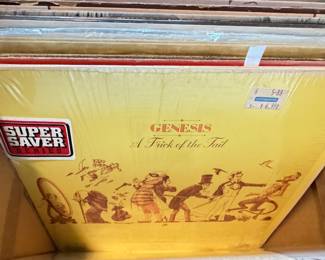 GENESIS
A Trick of the Tail
SUPER
SAVER